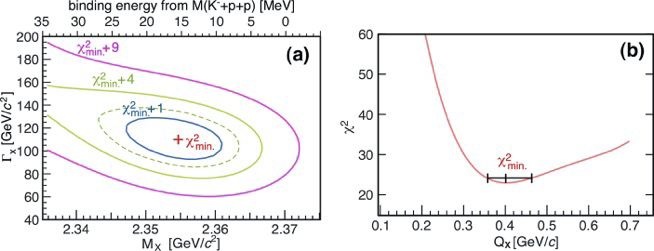 binding energy from M(K⁻+p+p) [MeV]
35 30 25 20 15 10 5 0
(a)
χ²min.+9
χ²min.+4
χ²min.+1
+χ²min.
200
180
160
140
120
100
80
60
40
Γx [GeV/c²]
2.34 2.35 2.36 2.37
Mx [GeV/c²]
(b)
60
50
40
30
20
χ²
χ²min.
0.1 0.2 0.3 0.4 0.5 0.6 0.7
Qx[GeV/c]